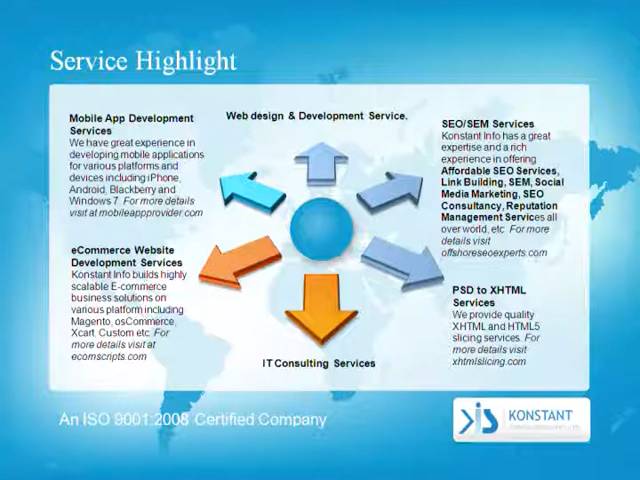 Service Highlight
Mobile App Development
Services
We have great experience in
developing mobile applications
for various platforms and
devices including iPhone,
Android, Blackberry and
Windows 7. For more details
visit at mobileappprovider.com
Web design & Development Service.
SEO/SEM Services
Konstant Info has a great
expertise and a rich
experience in offering
Affordable SEO Services,
Link Building, SEM, Social
Media Marketing, SEO
Consultancy, Reputation
Management Services all
over world, etc. For more
details visit
offshoreseoexperts.com
eCommerce Website
Development Services
Konstant Info builds highly
scalable E-commerce
business solutions on
various platform including
Magento, osCommerce,
Xcart, Custom etc. For
more details visit at
ecomscripts.com
PSD to XHTML
Services
We provide quality
XHTML and HTML5
slicing services. For
more details visit
xhtmlslicing.com
IT Consulting Services
An ISO 9001:2008 Certified Company
KIS
KONSTANT